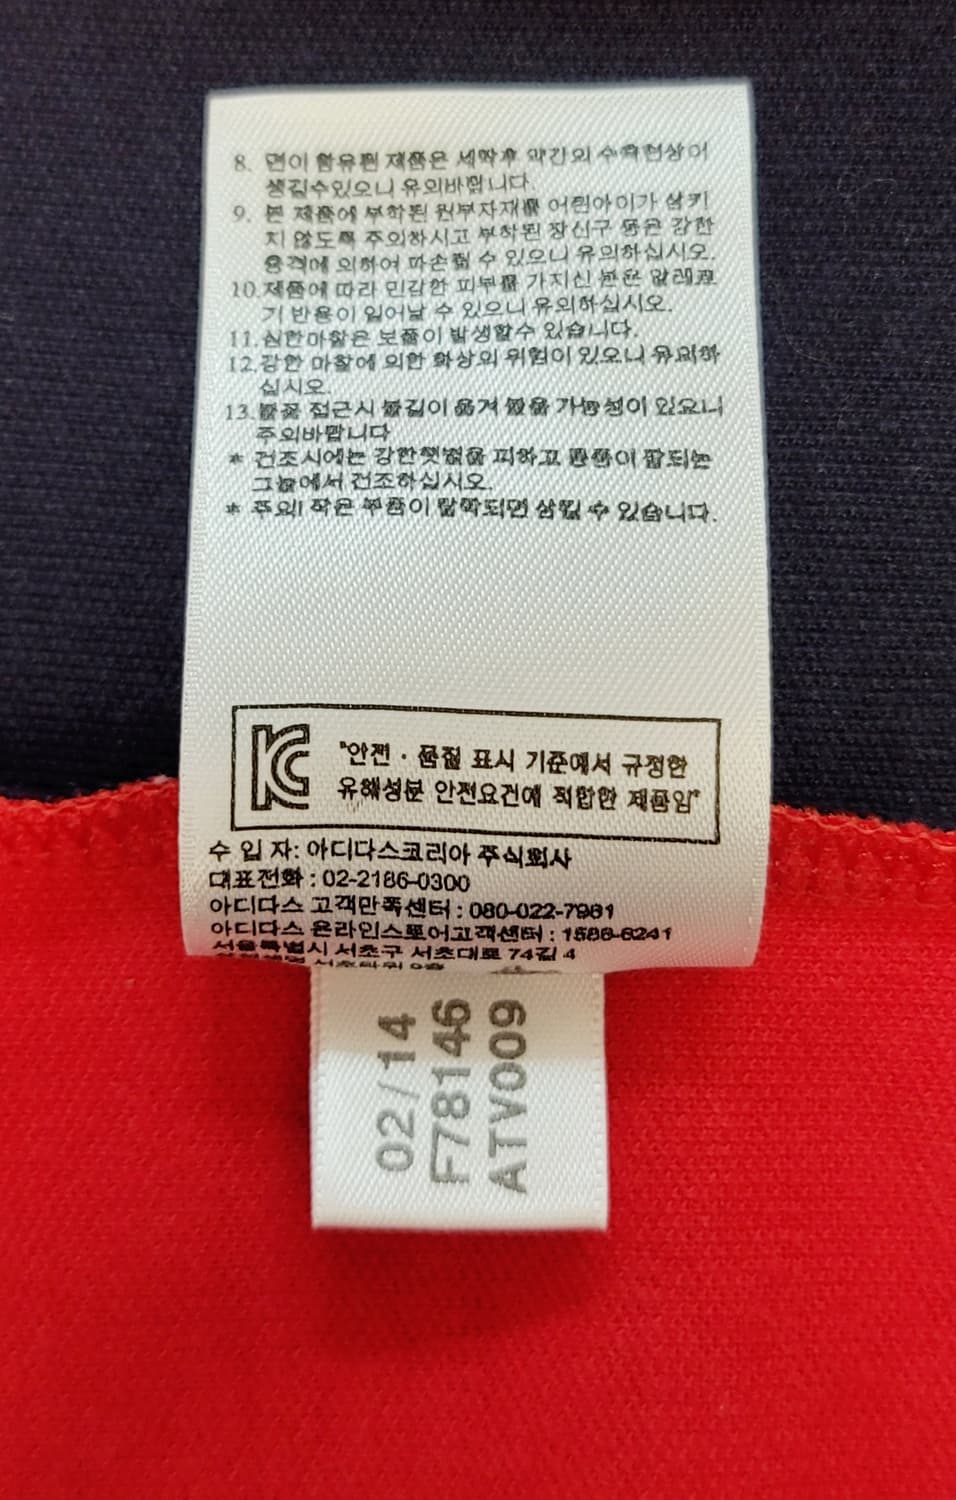 8. 면이 함유된 제품은 세탁후 약간의 수축현상이
생길수있으니 유의바랍니다.
9. 본 제품에 부착된 원부자재를 어린아이가 삼키
지 않도록 주의하시고 부착된 장신구 등은 강한
충격에 의하여 파손될 수 있으니 유의하십시오.
10.제품에 따라 민감한 피부를 가지신 분은 알레르
기 반응이 일어날 수 있으니 유의하십시오.
11.심한마찰은 보풀이 발생할수 있습니다.
12.강한 마찰에 의한 화상의 위험이 있으니 유의하
십시오.
13.불꽃 접근시 불길이 옮겨 붙을 가능성이 있으니
주의바랍니다
* 건조시에는 강한햇볕을 피하고 통풍이 잘되는
그늘에서 건조하십시오.
* 주의! 작은 부품이 탈락되면 삼킬 수 있습니다.
KC
"안전 · 품질 표시 기준에서 규정한
유해성분 안전요건에 적합한 제품임"
수 입 자: 아디다스코리아 주식회사
대표전화 : 02-2186-0300
아디다스 고객만족센터 : 080-022-7981
아디다스 온라인스토어고객센터 : 1588-8241
서울특별시 서초구 서초대로 74길 4
02/14
F78146
ATV009